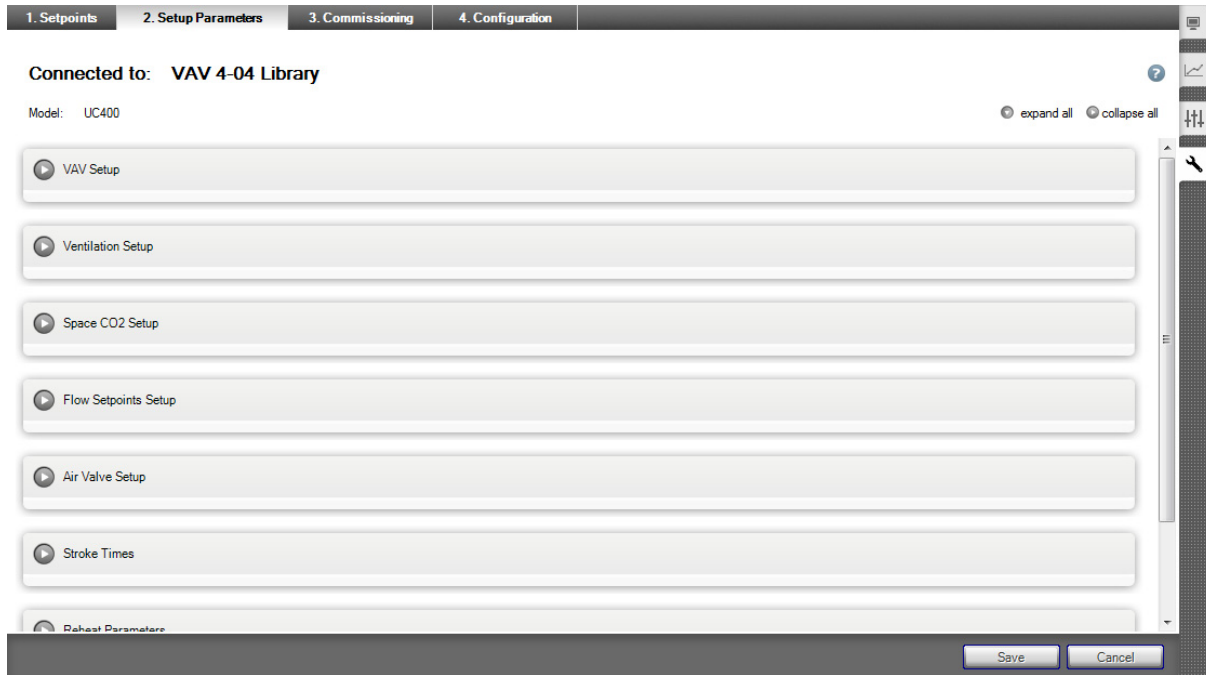 1. Setpoints 2. Setup Parameters 3. Commissioning 4. Configuration
Connected to: VAV 4-04 Library
?
Model: UC400
expand all collapse all
VAV Setup
Ventilation Setup
Space CO2 Setup
Flow Setpoints Setup
Air Valve Setup
Stroke Times
Reheat Parameters
Save Cancel